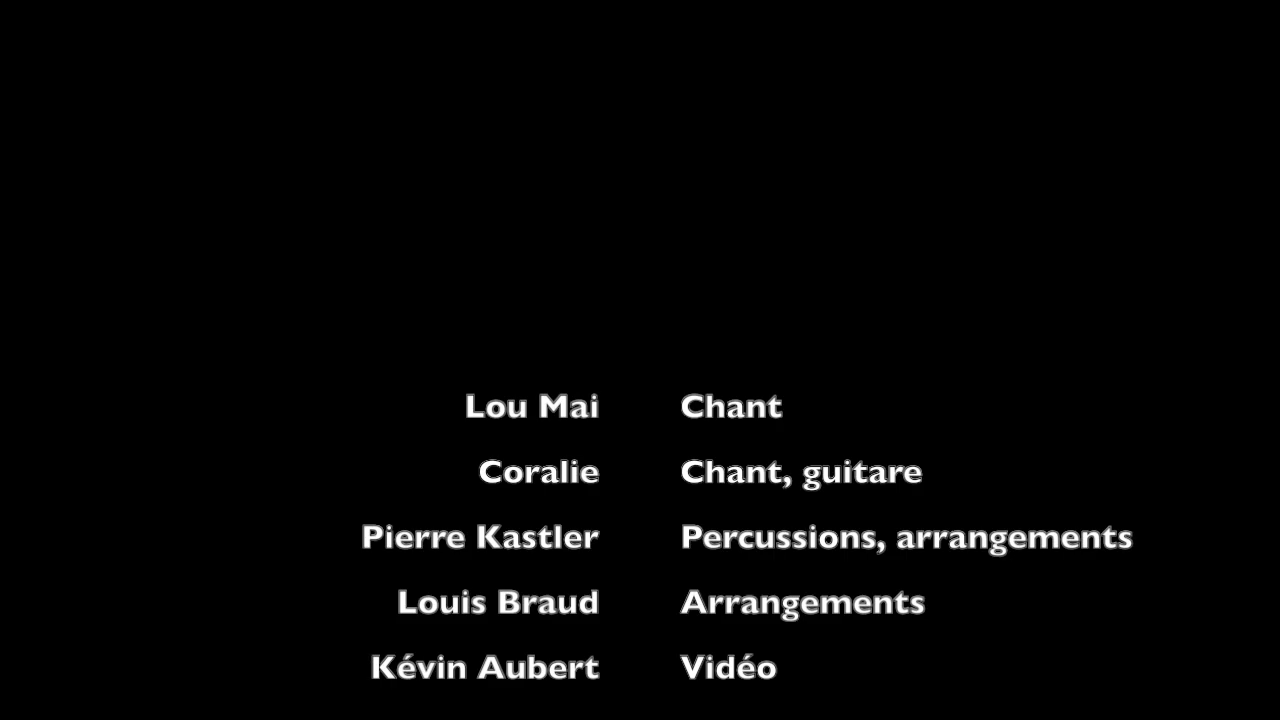 Lou Mai Chant
Coralie Chant, guitare
Pierre Kastler Percussions, arrangements
Louis Braud Arrangements
Kévin Aubert Vidéo